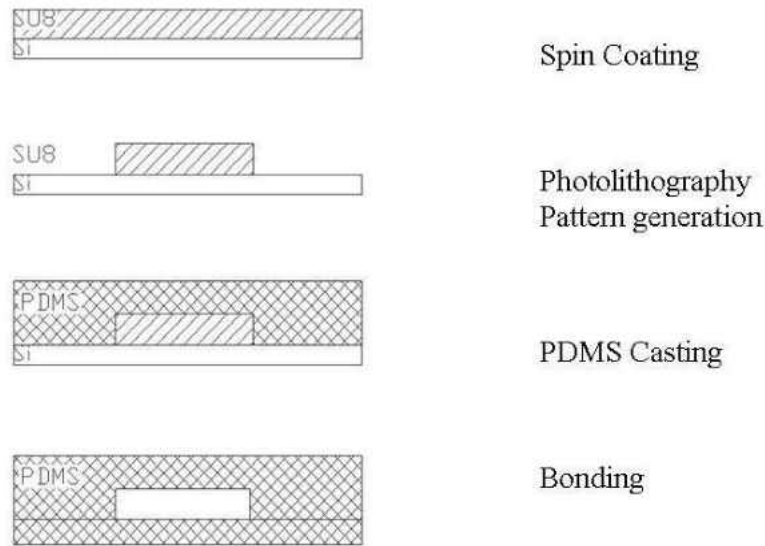 SU8
Si
Spin Coating
SU8
Si
Photolithography
Pattern generation
PDMS
Si
PDMS Casting
PDMS
Bonding